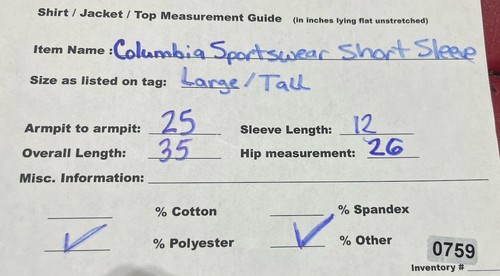 Shirt / Jacket / Top Measurement Guide (in inches lying flat unstretched)
Item Name : Columbia Sportswear Short Sleeve
Size as listed on tag: Large / Tall
Armpit to armpit: 25 Sleeve Length: 12
Overall Length: 35 Hip measurement: 26
Misc. Information:
% Cotton % Spandex
✓ % Polyester ✓ % Other
0759
Inventory #